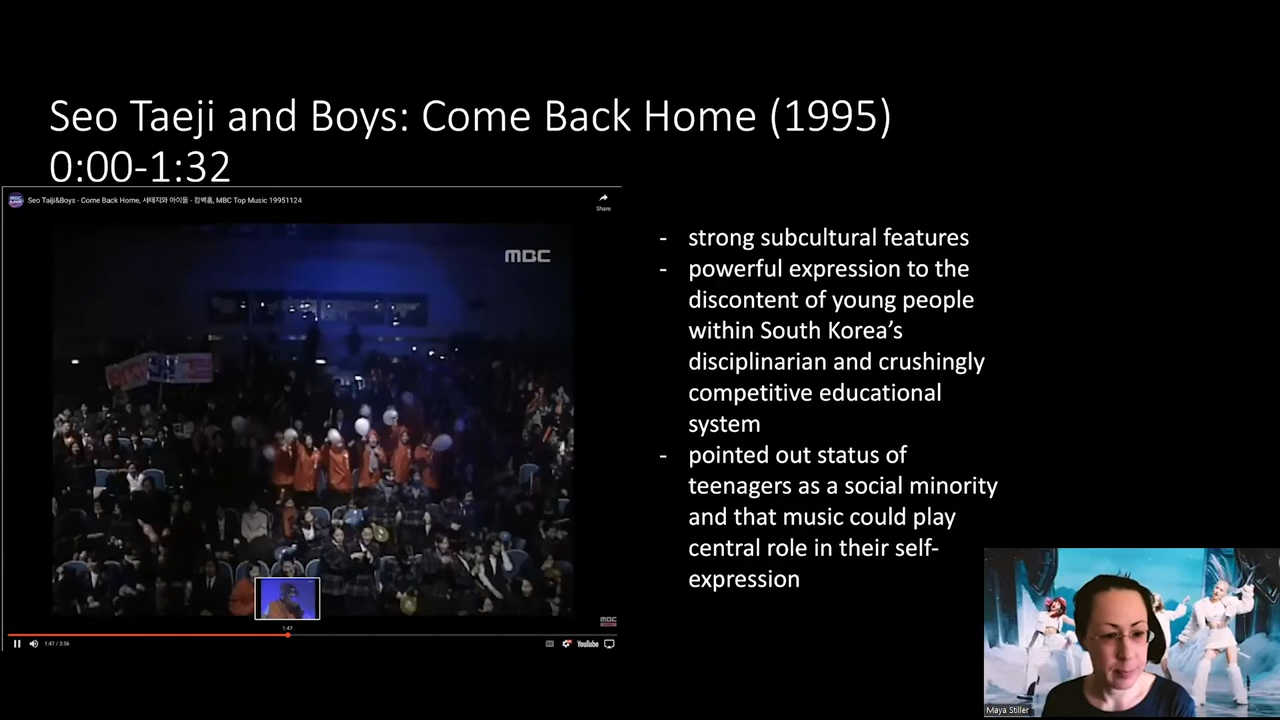 Seo Taeji and Boys: Come Back Home (1995)
0:00-1:32
Seo Taiji&Boys - Come Back Home, 서태지와 아이들 - 컴백홈, MBC Top Music 19951124
Share
MBC
- strong subcultural features
- powerful expression to the
discontent of young people
within South Korea’s
disciplinarian and crushingly
competitive educational
system
- pointed out status of
teenagers as a social minority
and that music could play
central role in their self-
expression
1:47
1:47 / 3:56
YouTube
Maya Stiller